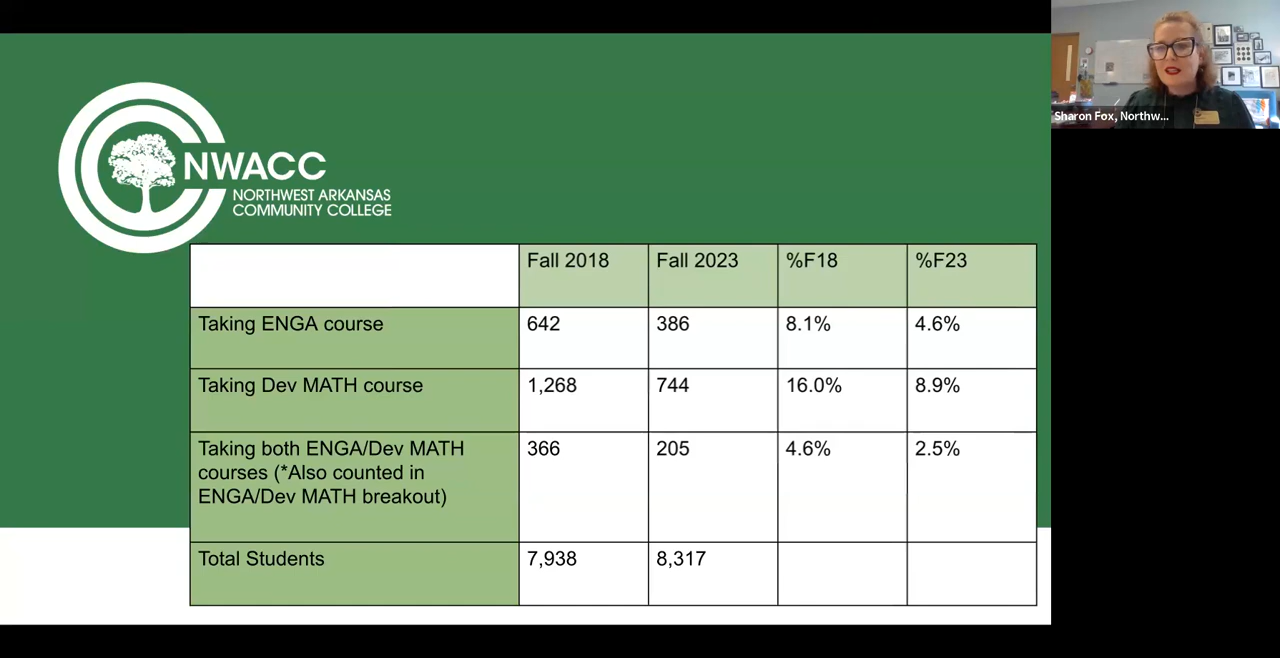 NWACC
NORTHWEST ARKANSAS
COMMUNITY COLLEGE
Sharon Fox, Northw...
Fall 2018 Fall 2023 %F18 %F23
Taking ENGA course 642 386 8.1% 4.6%
Taking Dev MATH course 1,268 744 16.0% 8.9%
Taking both ENGA/Dev MATH 366 205 4.6% 2.5%
courses (*Also counted in
ENGA/Dev MATH breakout)
Total Students 7,938 8,317